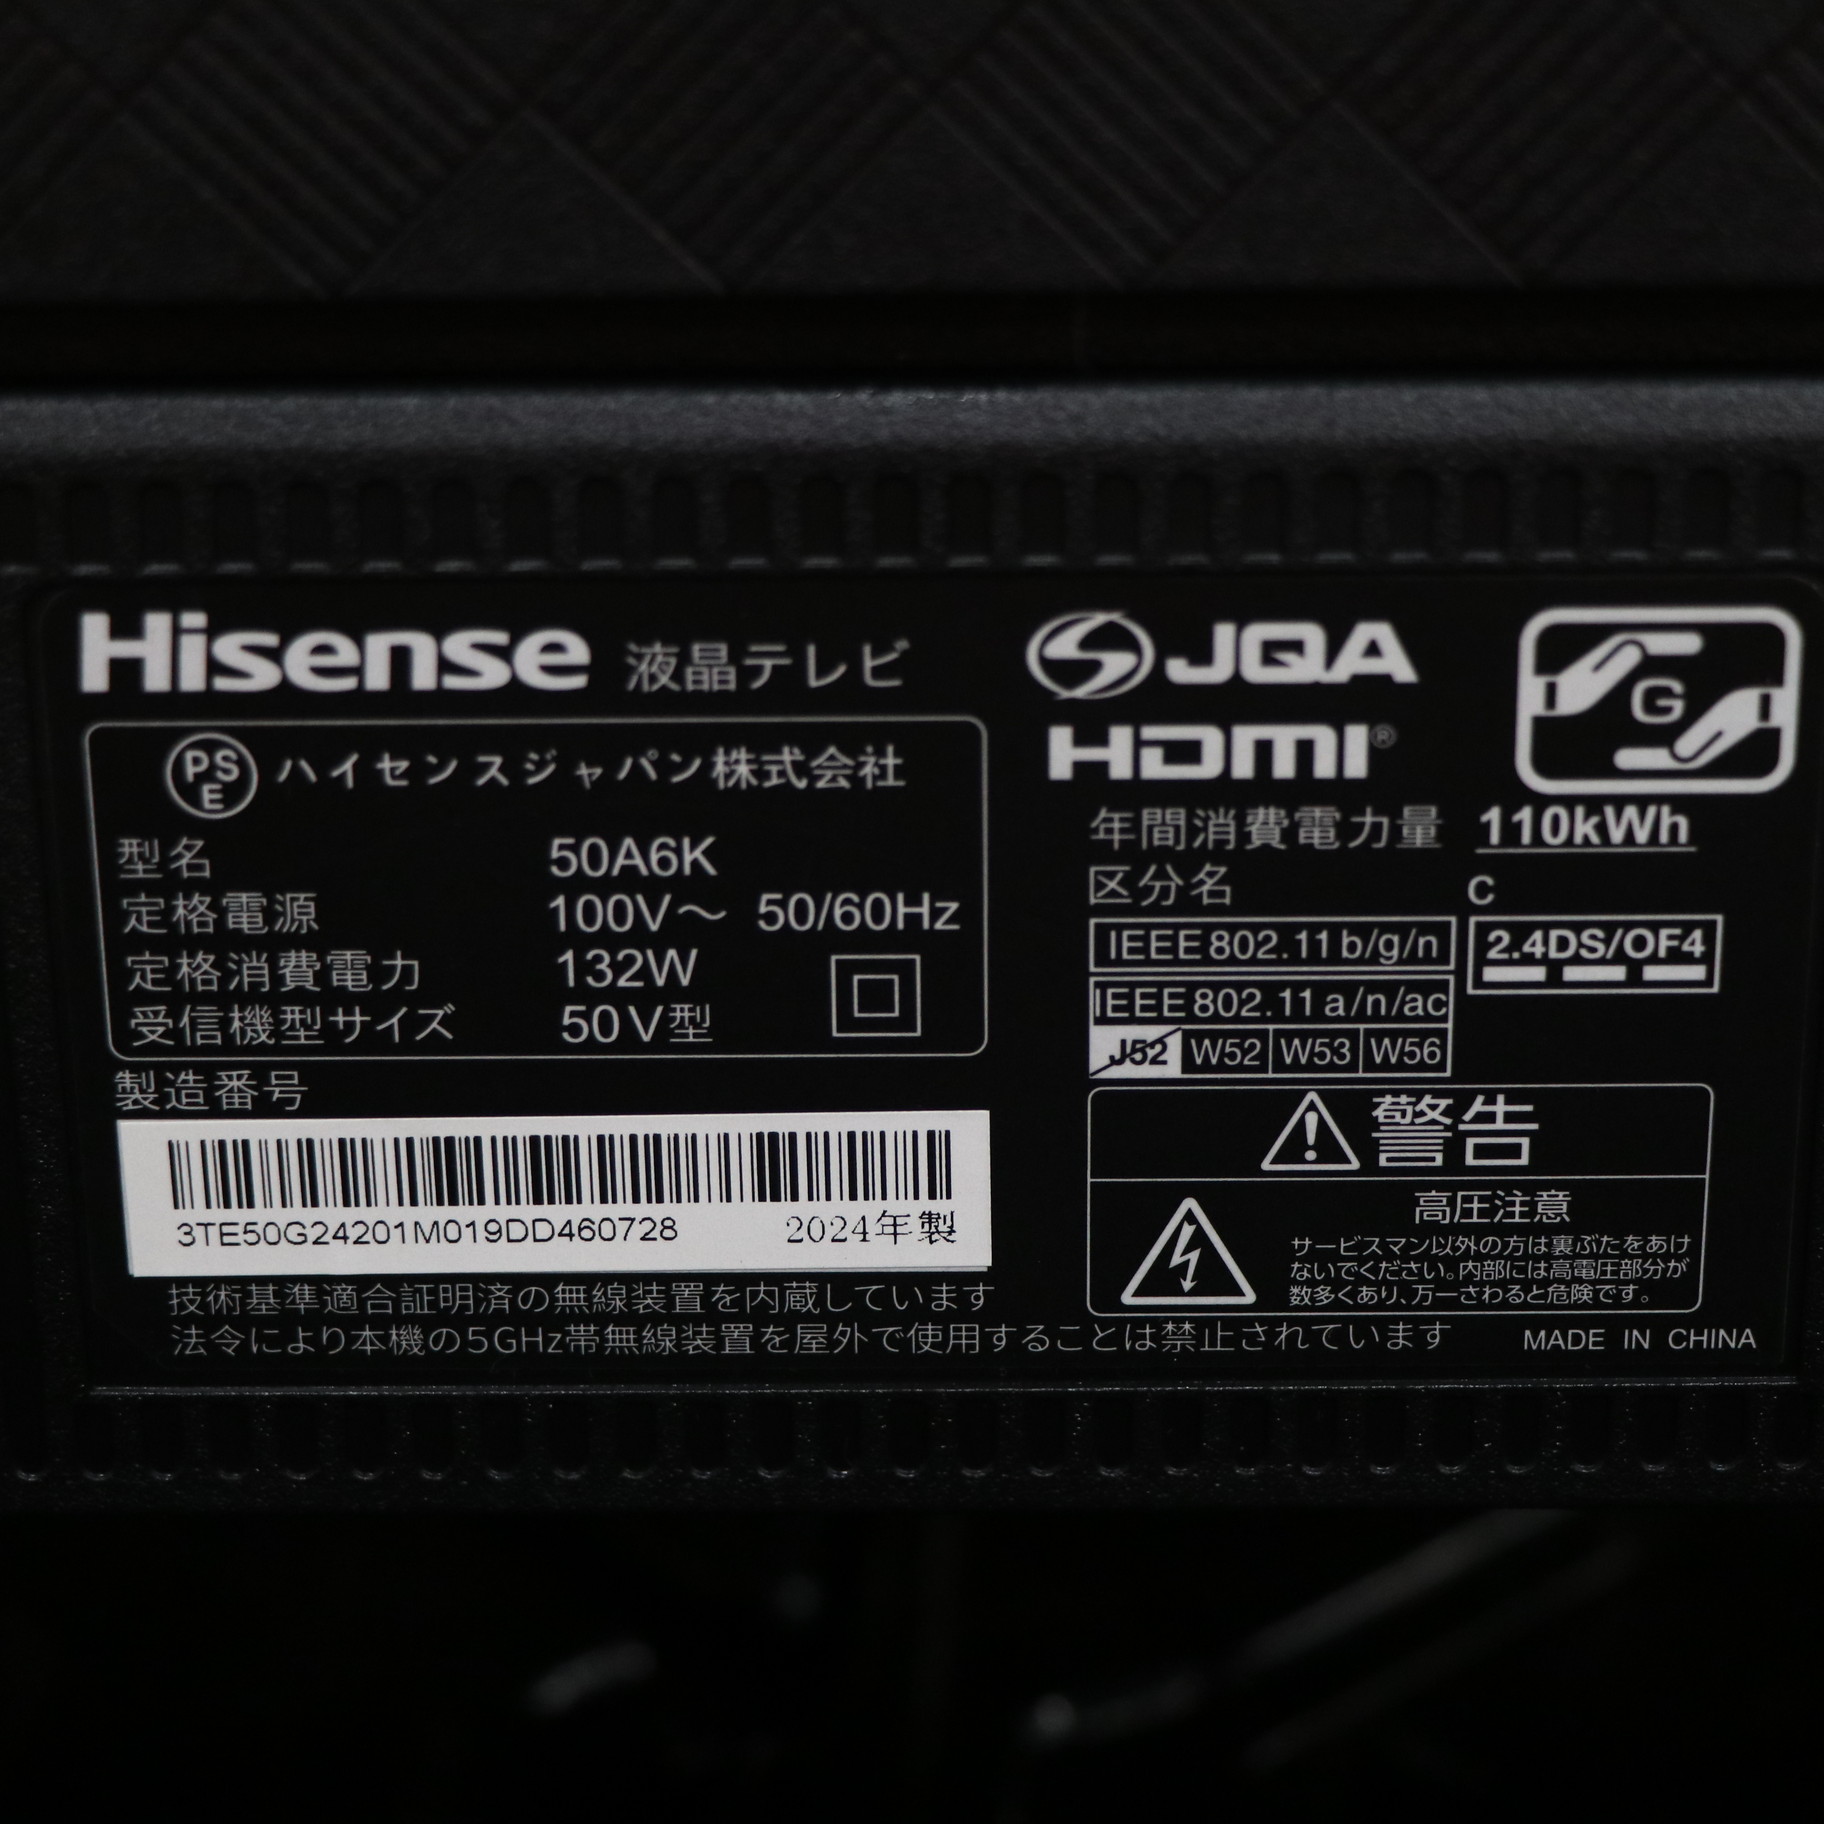 Hisense 液晶テレビ
PSE ハイセンスジャパン株式会社
型名 50A6K
定格電源 100V～ 50/60Hz
定格消費電力 132W
受信機型サイズ 50V型
製造番号
3TE50G24201M019DD460728 2024年製
技術基準適合証明済の無線装置を内蔵しています
法令により本機の5GHz帯無線装置を屋外で使用することは禁止されています
JQA
HDMI®
G
年間消費電力量 110kWh
区分名 C
IEEE802.11b/g/n 2.4DS/OF4
IEEE802.11a/n/ac
J52 W52 W53 W56
警告
高圧注意
サービスマン以外の方は裏ぶたをあけ
ないでください。内部には高電圧部分が
数多くあり、万一さわると危険です。
MADE IN CHINA